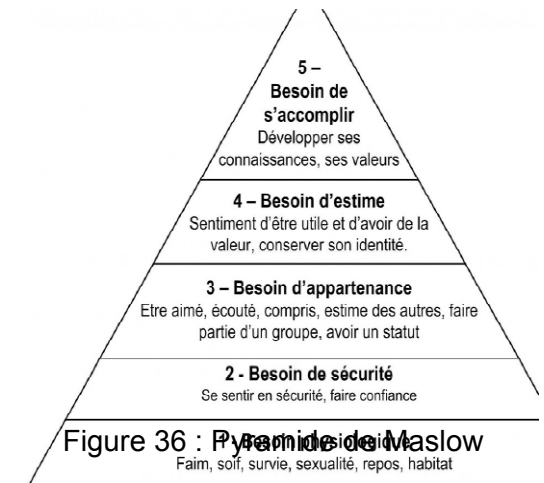 5 –
Besoin de
s'accomplir
Développer ses
connaissances, ses valeurs
4 – Besoin d'estime
Sentiment d'être utile et d'avoir de la
valeur, conserver son identité.
3 – Besoin d'appartenance
Etre aimé, écouté, compris, estime des autres, faire
partie d'un groupe, avoir un statut
2 - Besoin de sécurité
Se sentir en sécurité, faire confiance
1 - Besoin physiologique
Figure 36 : Pyramide de Maslow
Faim, soif, survie, sexualité, repos, habitat